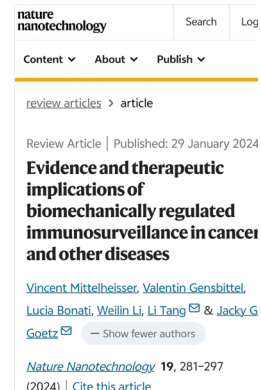 nature
nanotechnology
Search
Log
Content
About
Publish
review articles > article
Review Article | Published: 29 January 2024
Evidence and therapeutic
implications of
biomechanically regulated
immunosurveillance in cancer
and other diseases
Vincent Mittelheisser, Valentin Gensbittel,
Lucia Bonati, Weilin Li, Li Tang & Jacky G
Goetz
— Show fewer authors
Nature Nanotechnology 19, 281–297
(2024) | Cite this article